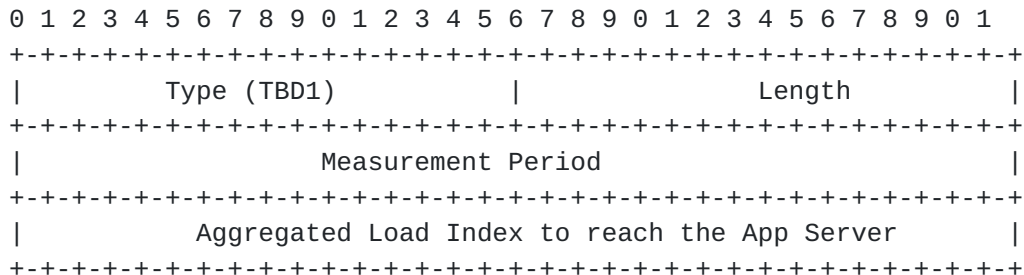 0 1 2 3 4 5 6 7 8 9 0 1 2 3 4 5 6 7 8 9 0 1 2 3 4 5 6 7 8 9 0 1
+-+-+-+-+-+-+-+-+-+-+-+-+-+-+-+-+-+-+-+-+-+-+-+-+-+-+-+-+-+-+-+-+
|         Type (TBD1)           |               Length          |
+-+-+-+-+-+-+-+-+-+-+-+-+-+-+-+-+-+-+-+-+-+-+-+-+-+-+-+-+-+-+-+-+
|                   Measurement Period                          |
+-+-+-+-+-+-+-+-+-+-+-+-+-+-+-+-+-+-+-+-+-+-+-+-+-+-+-+-+-+-+-+-+
|           Aggregated Load Index to reach the App Server       |
+-+-+-+-+-+-+-+-+-+-+-+-+-+-+-+-+-+-+-+-+-+-+-+-+-+-+-+-+-+-+-+-+